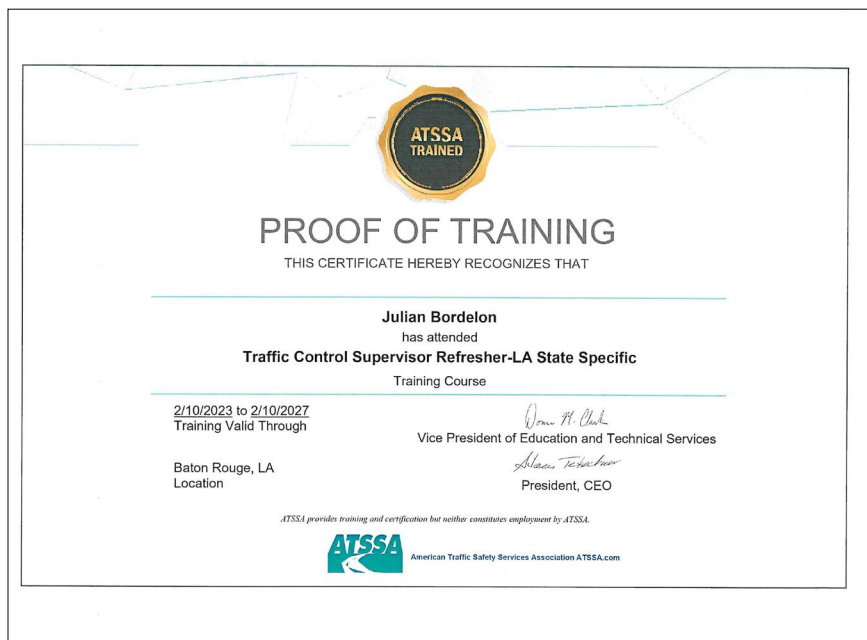 ATSSA
TRAINED
PROOF OF TRAINING
THIS CERTIFICATE HEREBY RECOGNIZES THAT
Julian Bordelon
has attended
Traffic Control Supervisor Refresher-LA State Specific
Training Course
2/10/2023 to 2/10/2027
Training Valid Through
Vice President of Education and Technical Services
Baton Rouge, LA
Location
President, CEO
ATSSA provides training and certification but neither constitutes employment by ATSSA.
ATSSA
American Traffic Safety Services Association ATSSA.com